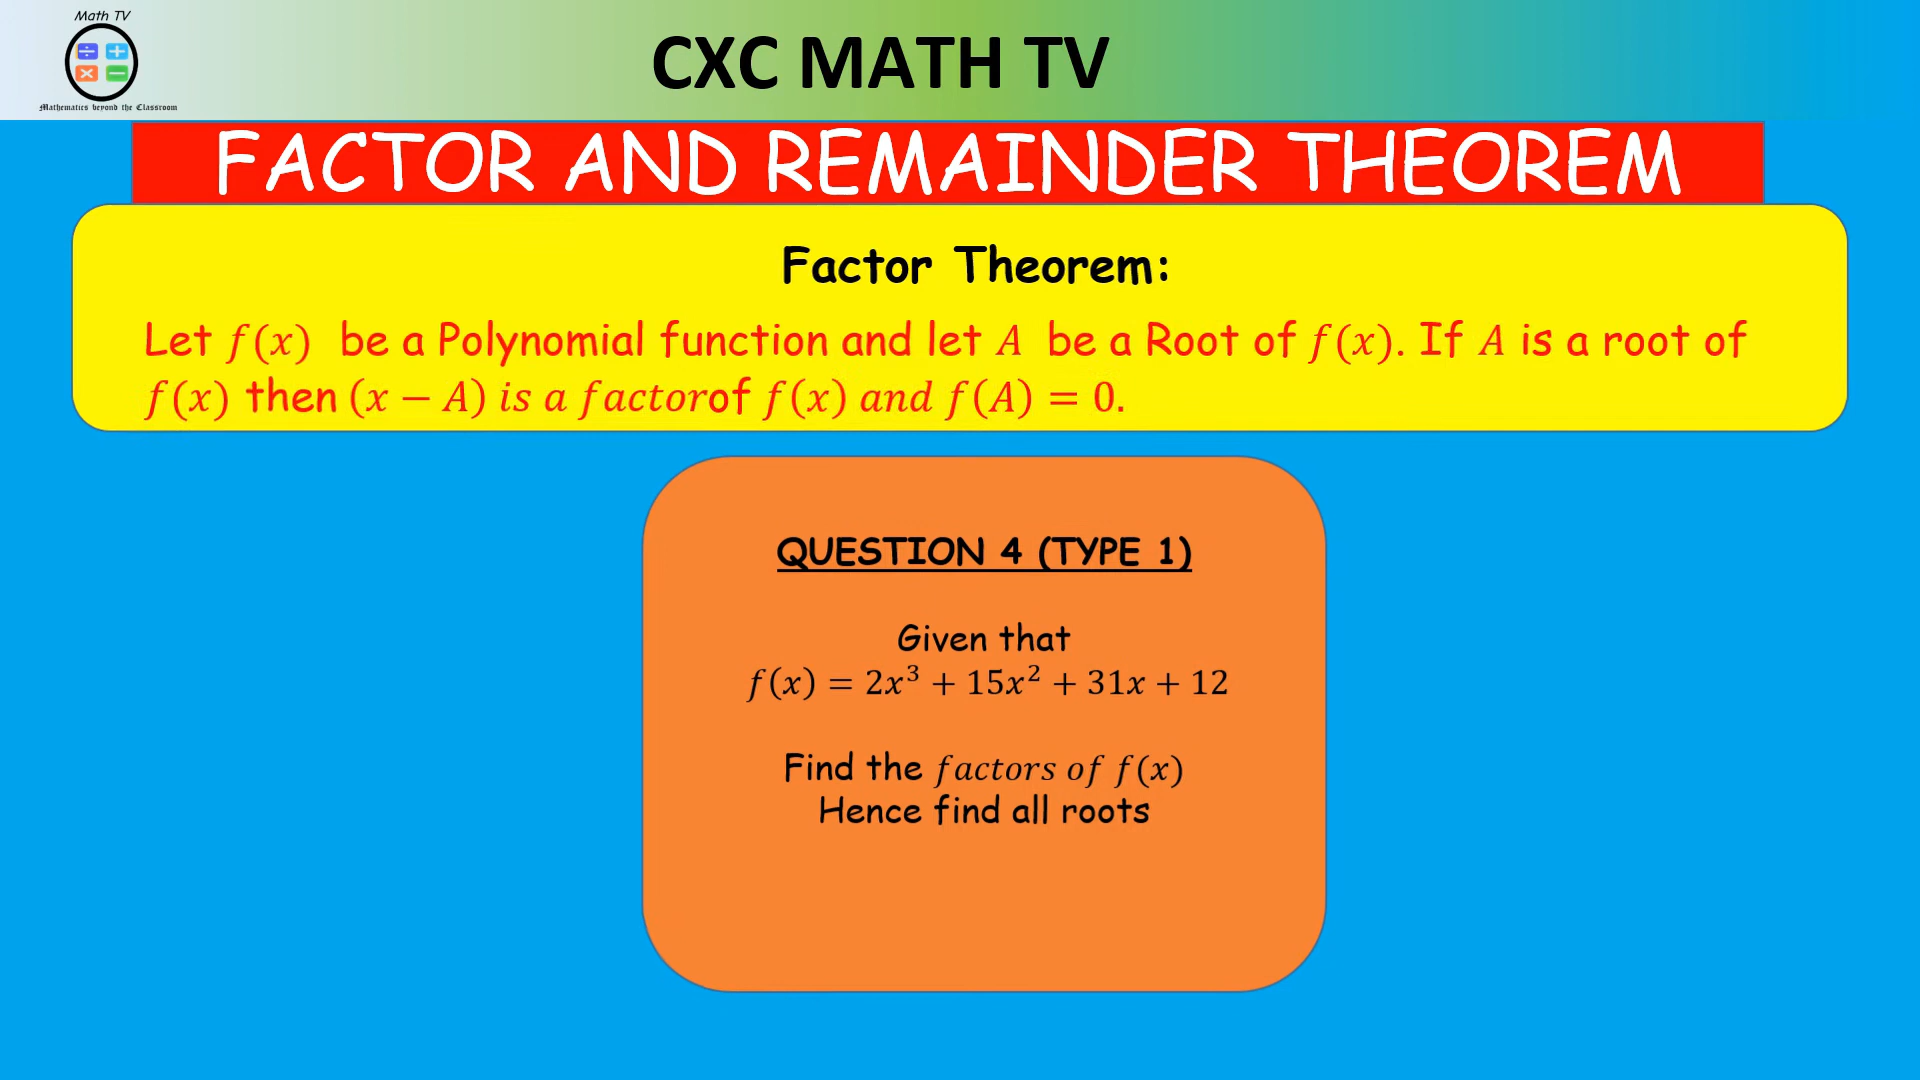 Math TV
Mathematics beyond the Classroom
CXC MATH TV
FACTOR AND REMAINDER THEOREM
Factor Theorem:
Let f(x) be a Polynomial function and let A be a Root of f(x). If A is a root of
f(x) then (x − A) is a factorof f(x) and f(A) = 0.
QUESTION 4 (TYPE 1)
Given that
f(x) = 2x³ + 15x² + 31x + 12
Find the factors of f(x)
Hence find all roots